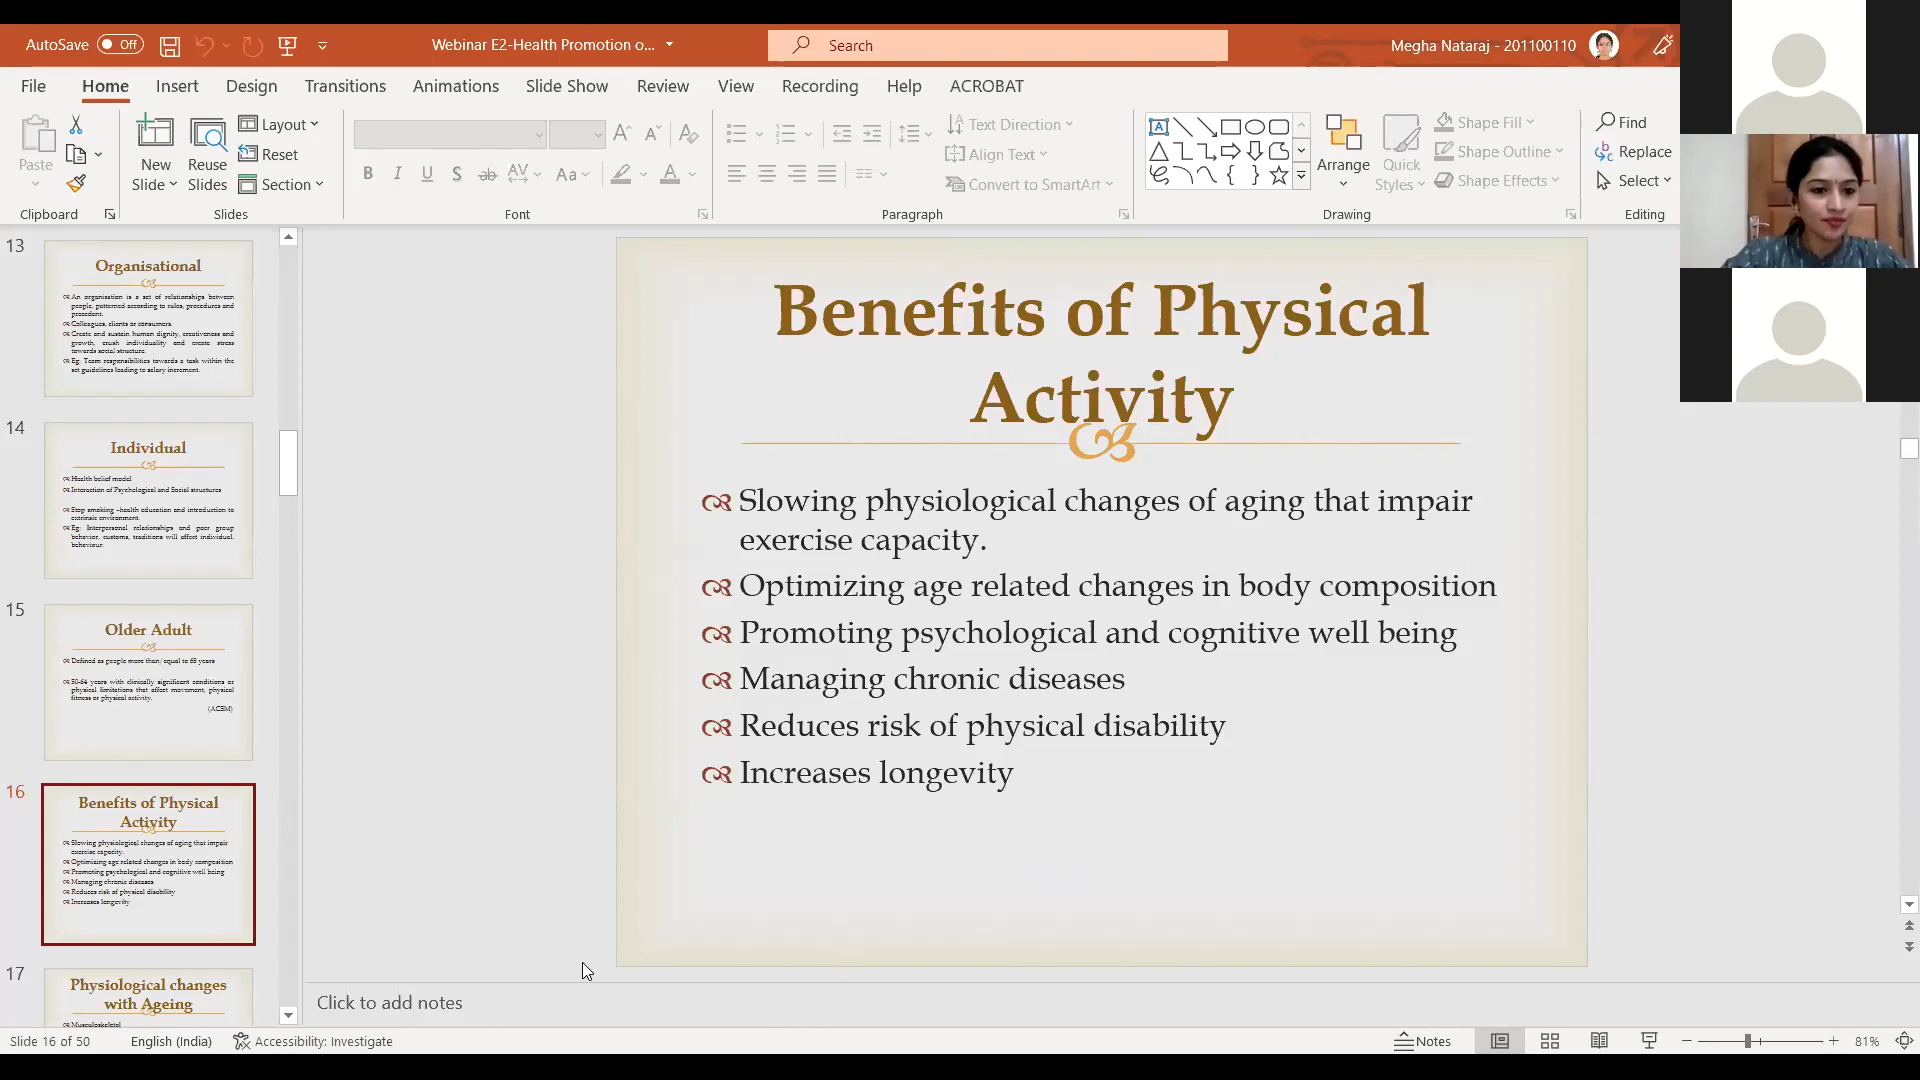 AutoSave Off Webinar E2-Health Promotion o... Search Megha Nataraj - 201100110
File Home Insert Design Transitions Animations Slide Show Review View Recording Help ACROBAT
Paste New Slide Reuse Slides Layout Reset Section
Text Direction Align Text Convert to SmartArt
Arrange Quick Styles Shape Fill Shape Outline Shape Effects
Find Replace Select
Clipboard Slides Font Paragraph Drawing Editing
13
Organisational
An organisation is a set of relationships between
people, patterned according to rules, procedures and
precedent.
Colleagues, clients or consumers.
Create and sustain human dignity, creativeness and
growth, crush individuality and create stress
towards social structure.
Eg: Team responsibilities towards a task within the
set guidelines leading to salary increment.
14
Individual
Health belief model
Interaction of Psychological and Social structures
Stop smoking -health education and introduction to
extrinsic environment.
Eg: Interpersonal relationships and peer group
behavior, customs, traditions will affect individual.
behaviour.
15
Older Adult
Defined as people more than/equal to 65 years
50-64 years with clinically significant conditions or
physical limitations that affect movement, physical
fitness or physical activity.
(ACSM)
16
Benefits of Physical
Activity
Slowing physiological changes of aging that impair
exercise capacity.
Optimizing age related changes in body composition
Promoting psychological and cognitive well being
Managing chronic diseases
Reduces risk of physical disability
Increases longevity
17
Physiological changes
with Ageing
Musculoskeletal
Benefits of Physical
Activity
Slowing physiological changes of aging that impair
exercise capacity.
Optimizing age related changes in body composition
Promoting psychological and cognitive well being
Managing chronic diseases
Reduces risk of physical disability
Increases longevity
Click to add notes
Slide 16 of 50 English (India) Accessibility: Investigate Notes 81%